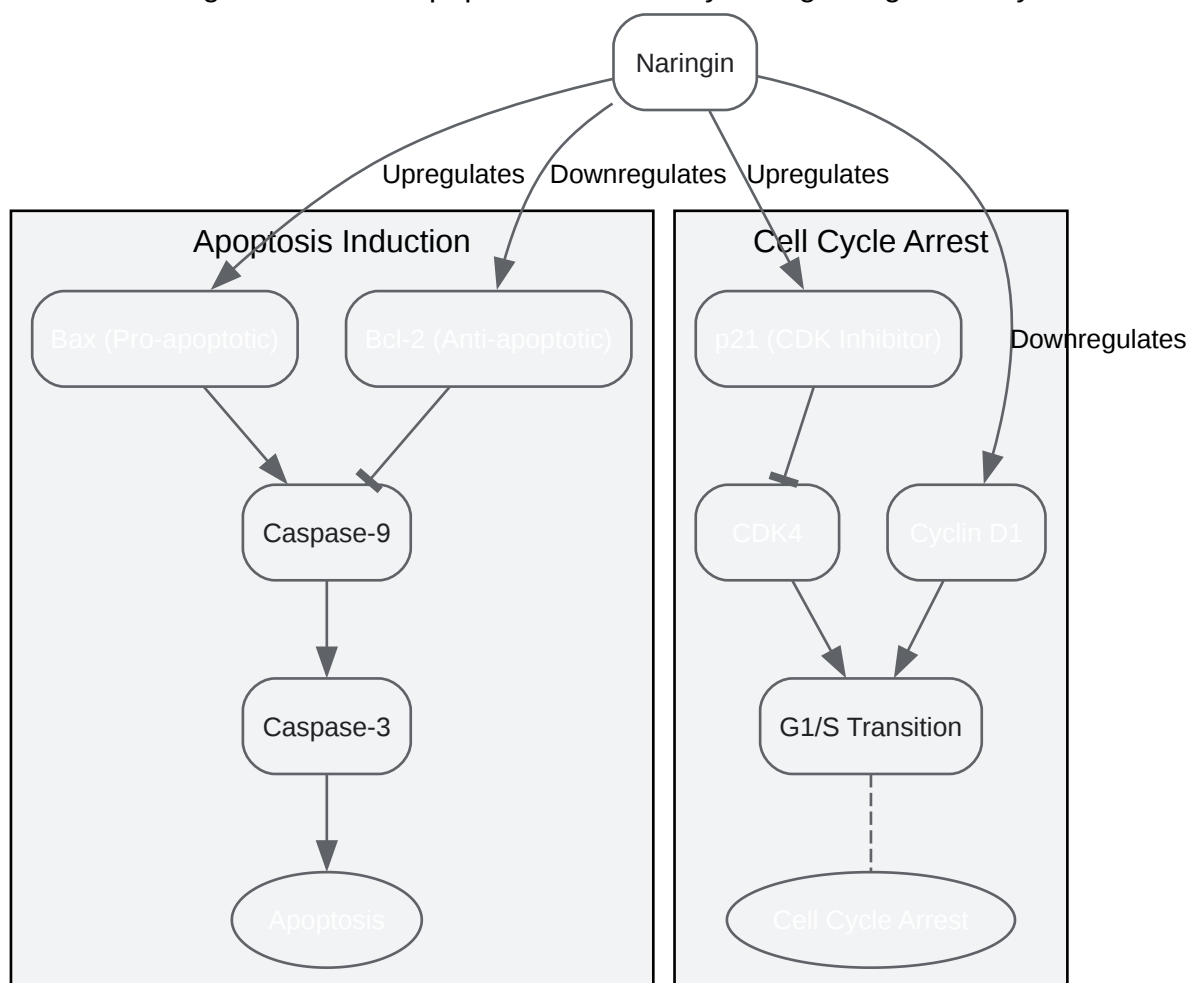 Naringin
Upregulates
Downregulates
Upregulates
Apoptosis Induction
Cell Cycle Arrest
Bax (Pro-apoptotic)
Bcl-2 (Anti-apoptotic)
p21 (CDK Inhibitor)
Downregulates
Caspase-9
CDK4
Cyclin D1
Caspase-3
G1/S Transition
Apoptosis
Cell Cycle Arrest